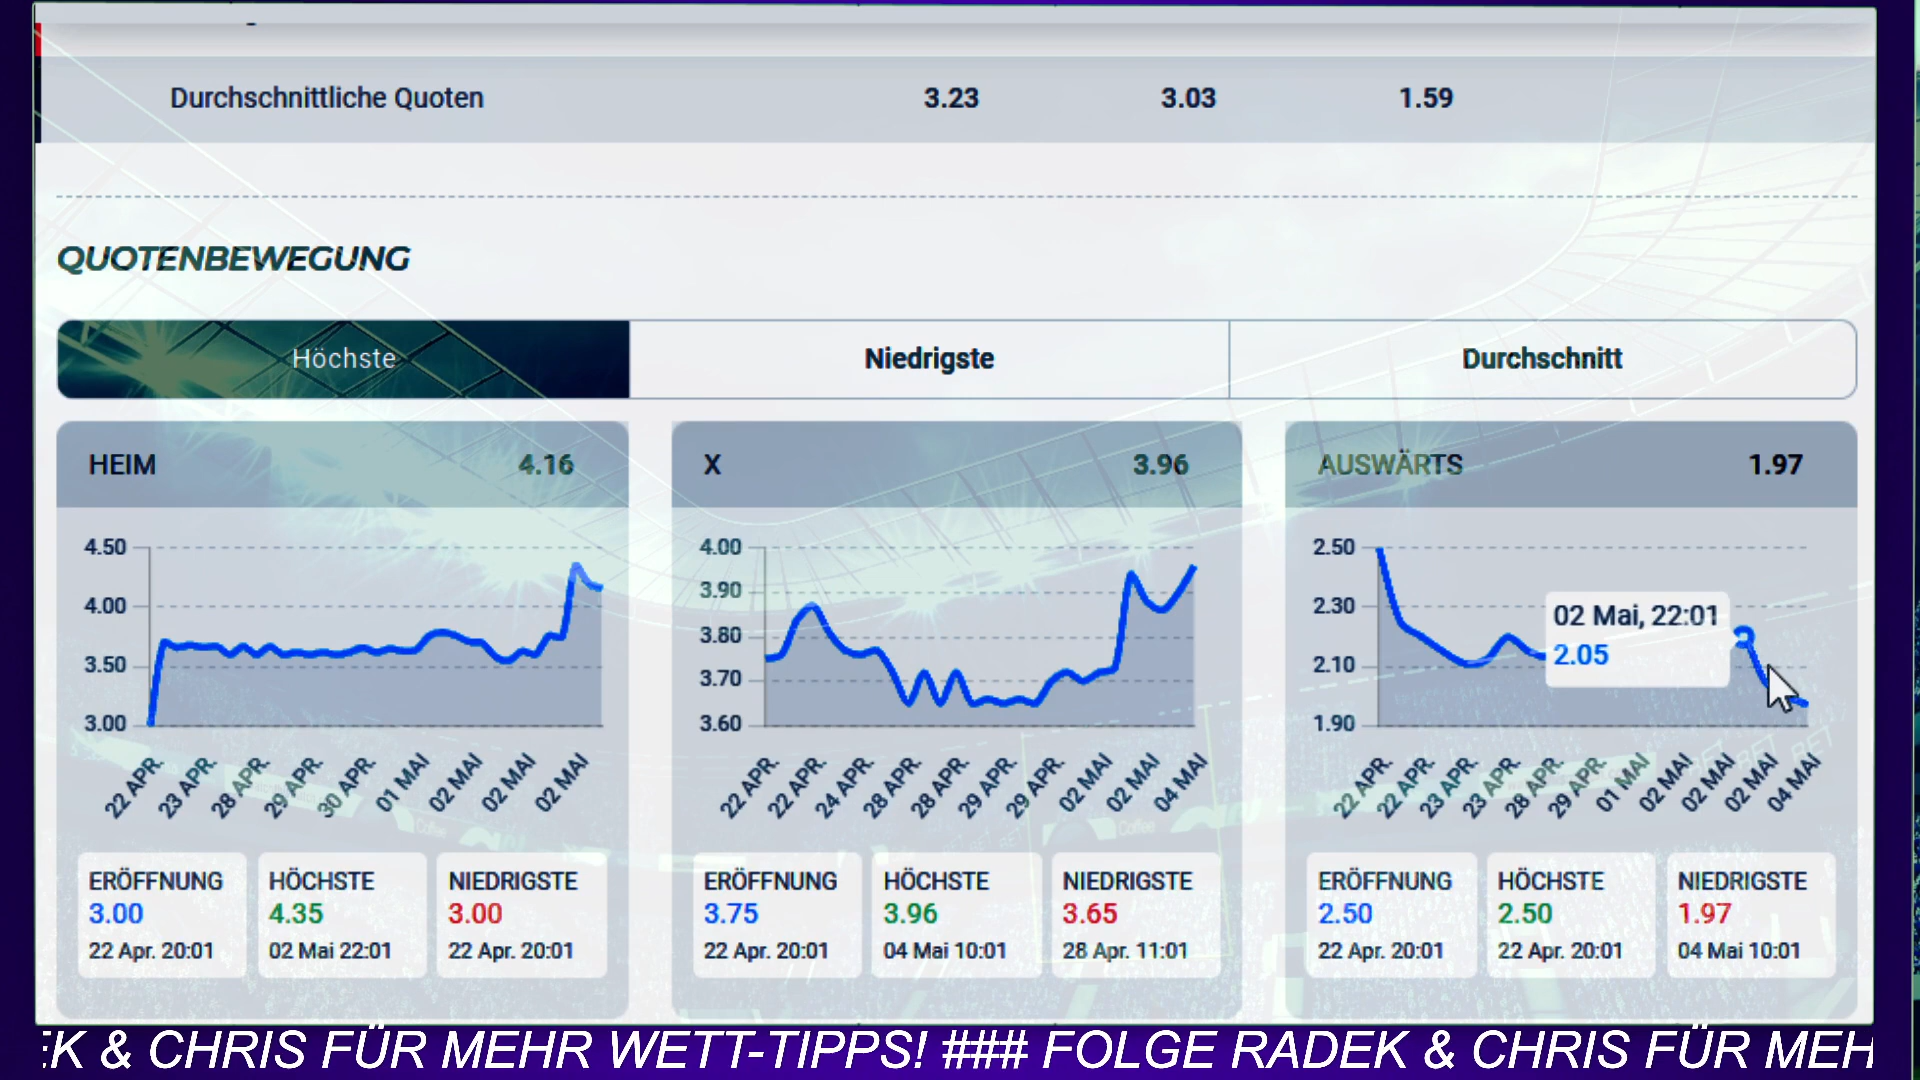 Durchschnittliche Quoten 3.23 3.03 1.59
QUOTENBEWEGUNG
Höchste Niedrigste Durchschnitt
HEIM 4.16
4.50
4.00
3.50
3.00
22 APR. 23 APR. 28 APR. 29 APR. 30 APR. 01 MAI 02 MAI 02 MAI 02 MAI
ERÖFFNUNG HÖCHSTE NIEDRIGSTE
3.00 4.35 3.00
22 Apr. 20:01 02 Mai 22:01 22 Apr. 20:01
X 3.96
4.00
3.90
3.80
3.70
3.60
22 APR. 22 APR. 24 APR. 28 APR. 28 APR. 29 APR. 29 APR. 02 MAI 02 MAI 04 MAI
ERÖFFNUNG HÖCHSTE NIEDRIGSTE
3.75 3.96 3.65
22 Apr. 20:01 04 Mai 10:01 28 Apr. 11:01
AUSWÄRTS 1.97
2.50
2.30
2.10
1.90
02 Mai, 22:01
2.05
22 APR. 22 APR. 23 APR. 23 APR. 28 APR. 29 APR. 01 MAI 02 MAI 02 MAI 02 MAI 04 MAI
ERÖFFNUNG HÖCHSTE NIEDRIGSTE
2.50 2.50 1.97
22 Apr. 20:01 22 Apr. 20:01 04 Mai 10:01
EK & CHRIS FÜR MEHR WETT-TIPPS! ### FOLGE RADEK & CHRIS FÜR MEH